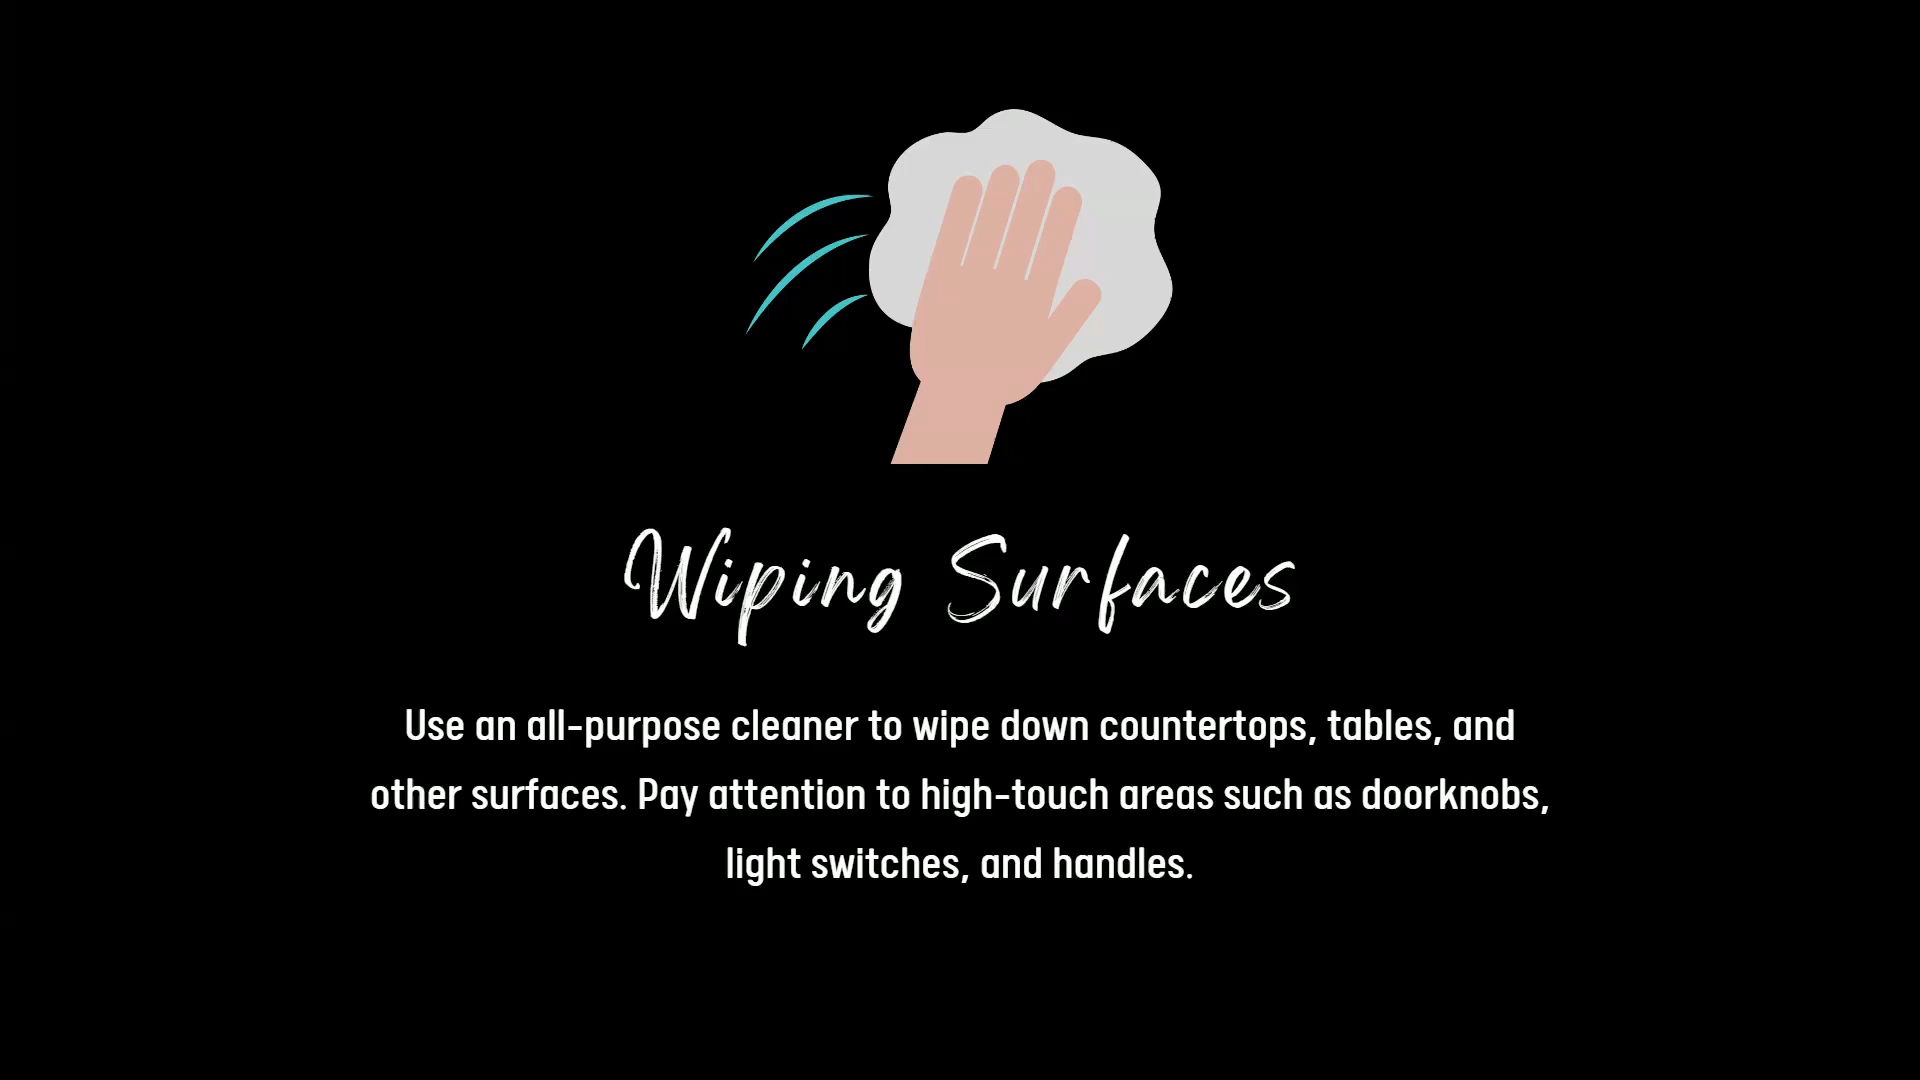 Wiping Surfaces
Use an all-purpose cleaner to wipe down countertops, tables, and
other surfaces. Pay attention to high-touch areas such as doorknobs,
light switches, and handles.